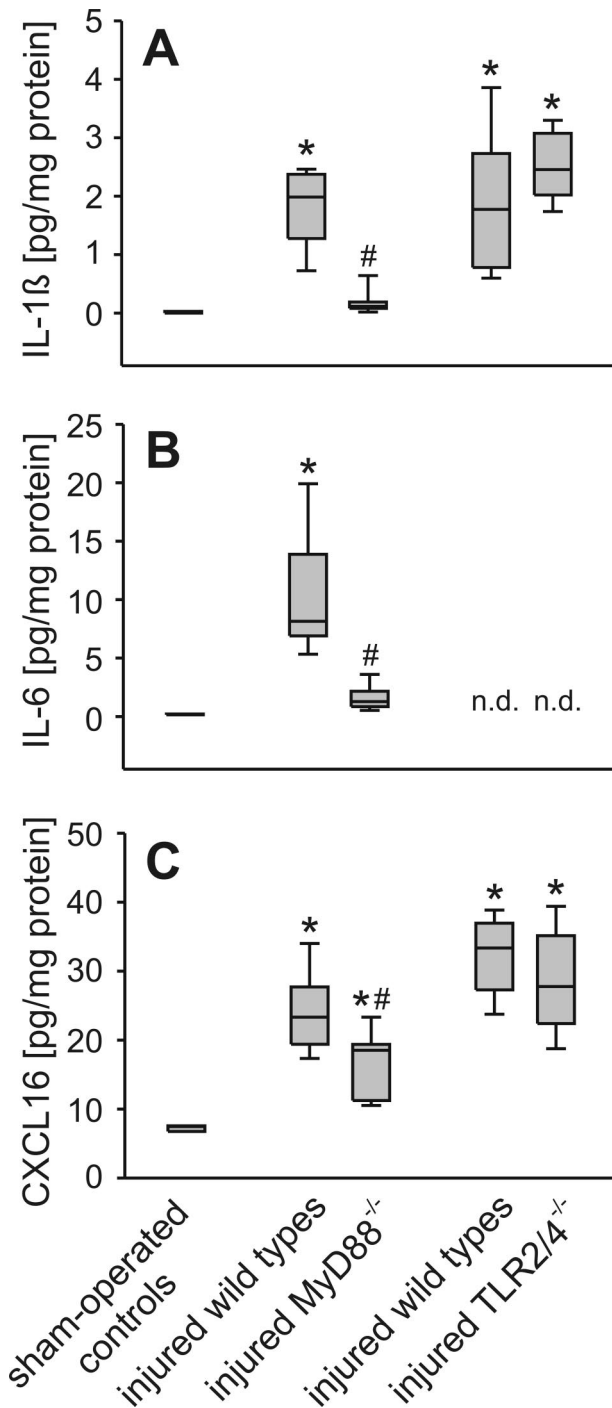 A
IL-1ß [pg/mg protein]
5
4
3
2
1
0
*
#
*
*
B
IL-6 [pg/mg protein]
25
20
15
10
5
0
*
#
n.d. n.d.
C
CXCL16 [pg/mg protein]
50
40
30
20
10
0
*
*#
*
*
sham-operated
controls
injured wild types
injured MyD88-/-
injured wild types
injured TLR2/4-/-